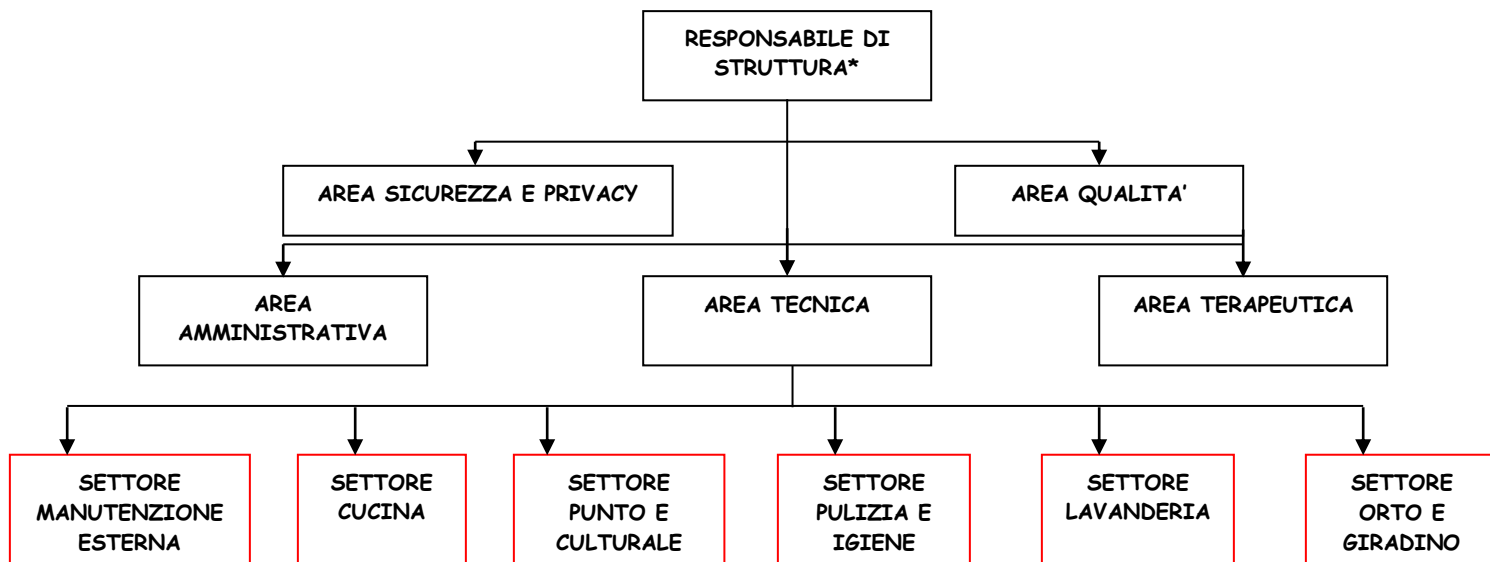 RESPONSABILE DI
STRUTTURA*
AREA SICUREZZA E PRIVACY
AREA QUALITA’
AREA
AMMINISTRATIVA
AREA TECNICA
AREA TERAPEUTICA
SETTORE
MANUTENZIONE
ESTERNA
SETTORE
CUCINA
SETTORE
PUNTO E
CULTURALE
SETTORE
PULIZIA E
IGIENE
SETTORE
LAVANDERIA
SETTORE
ORTO E
GIRADINO